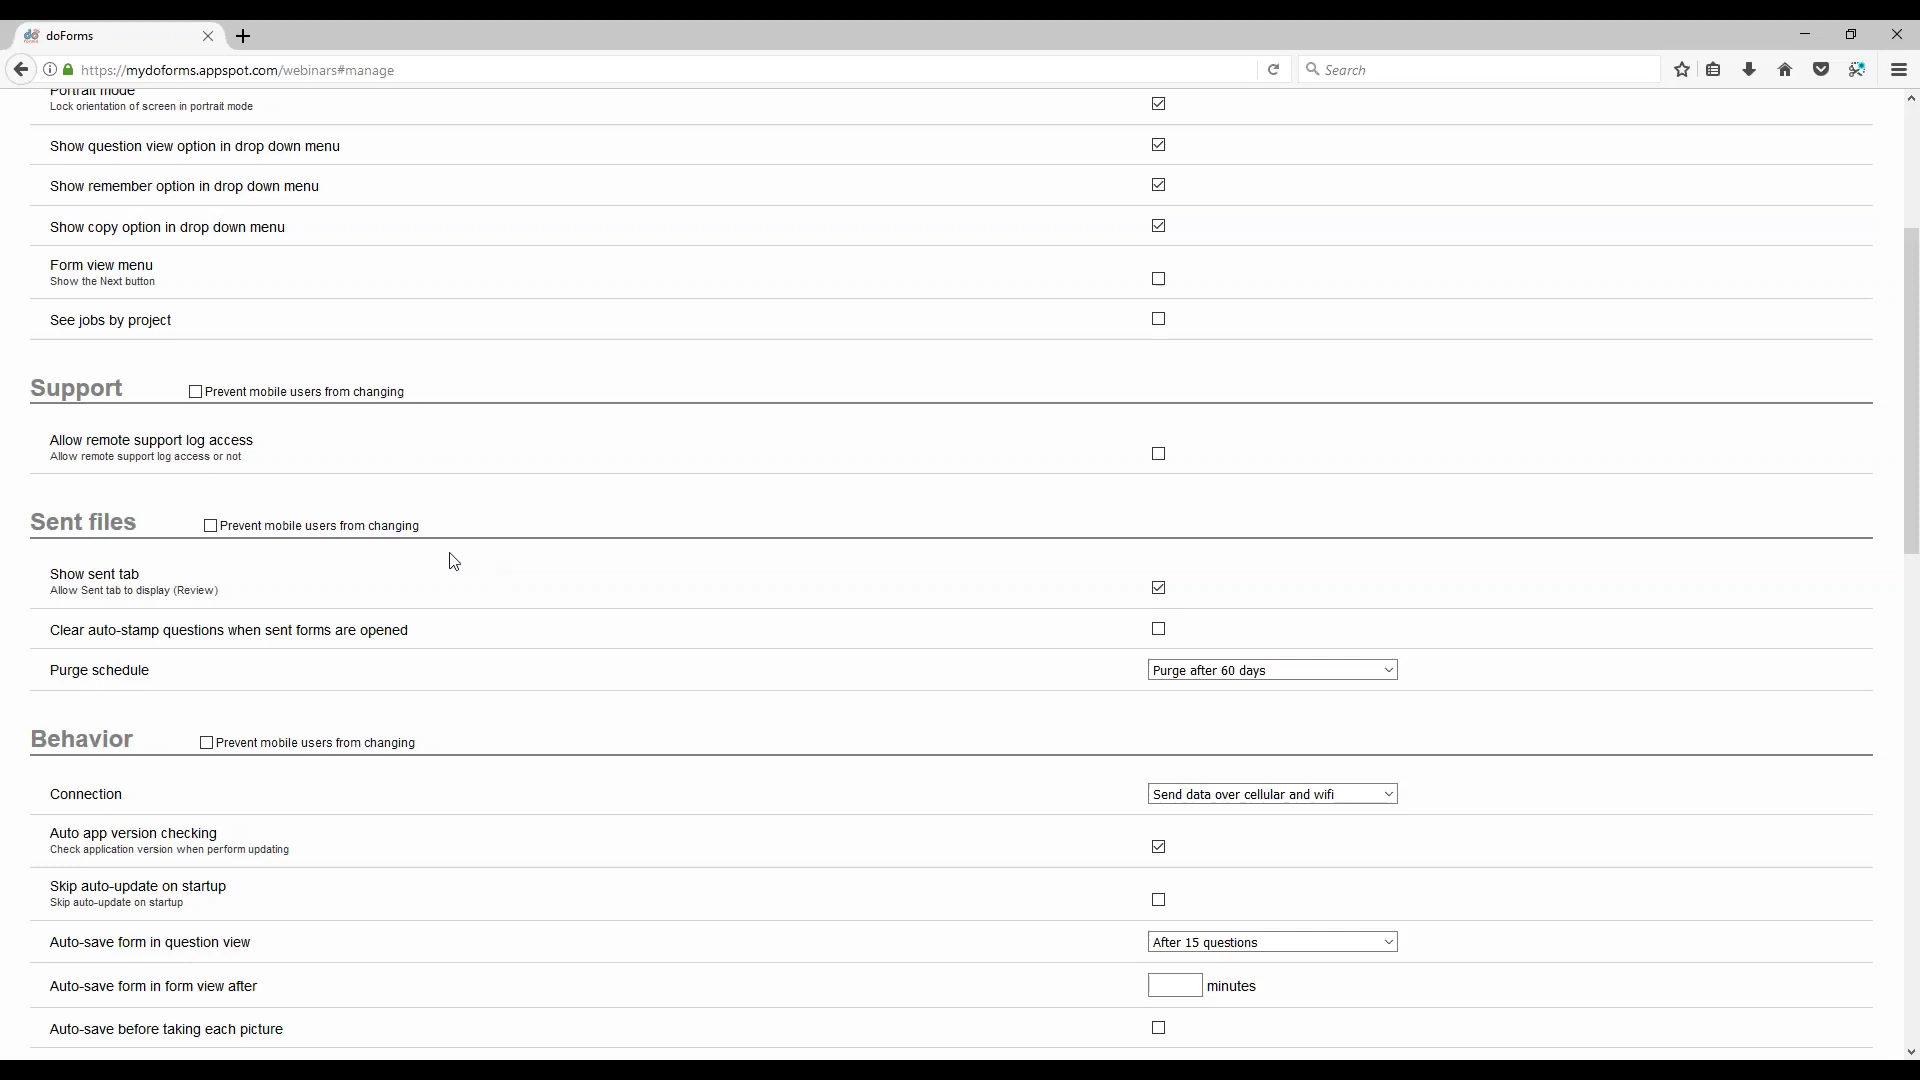 doForms
https://mydoforms.appspot.com/webinars#manage
Search
Portrait mode
Lock orientation of screen in portrait mode
Show question view option in drop down menu
Show remember option in drop down menu
Show copy option in drop down menu
Form view menu
Show the Next button
See jobs by project
Support
Prevent mobile users from changing
Allow remote support log access
Allow remote support log access or not
Sent files
Prevent mobile users from changing
Show sent tab
Allow Sent tab to display (Review)
Clear auto-stamp questions when sent forms are opened
Purge schedule
Purge after 60 days
Behavior
Prevent mobile users from changing
Connection
Send data over cellular and wifi
Auto app version checking
Check application version when perform updating
Skip auto-update on startup
Skip auto-update on startup
Auto-save form in question view
After 15 questions
Auto-save form in form view after
minutes
Auto-save before taking each picture